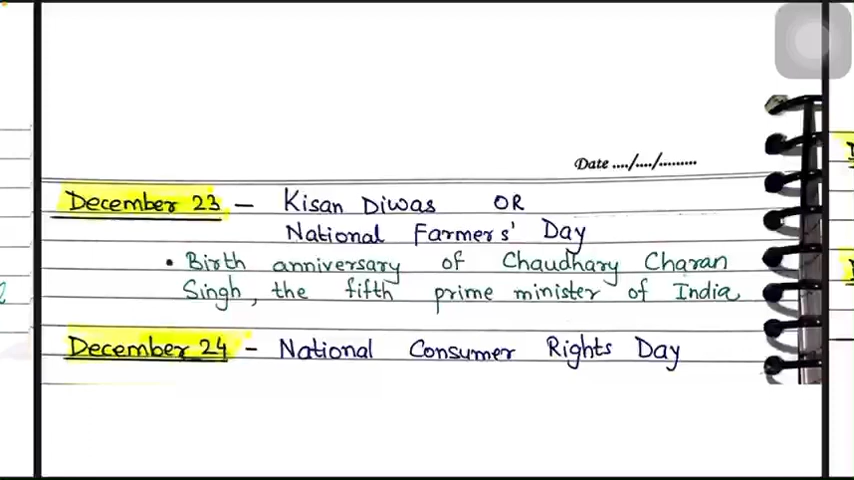 Date ..../..../.........
December 23 - Kisan Diwas OR
National Farmers' Day
• Birth anniversary of Chaudhary Charan
Singh, the fifth prime minister of India
December 24 - National Consumer Rights Day